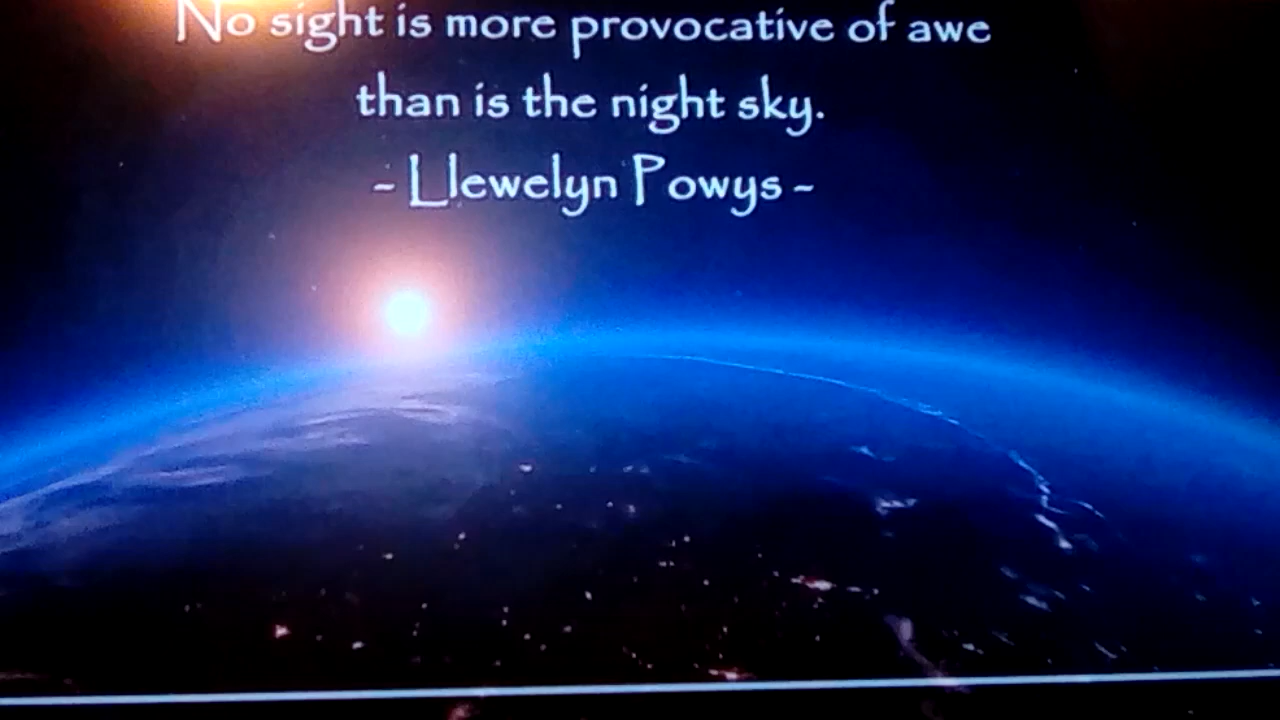 No sight is more provocative of awe
than is the night sky.
- Llewelyn Powys -